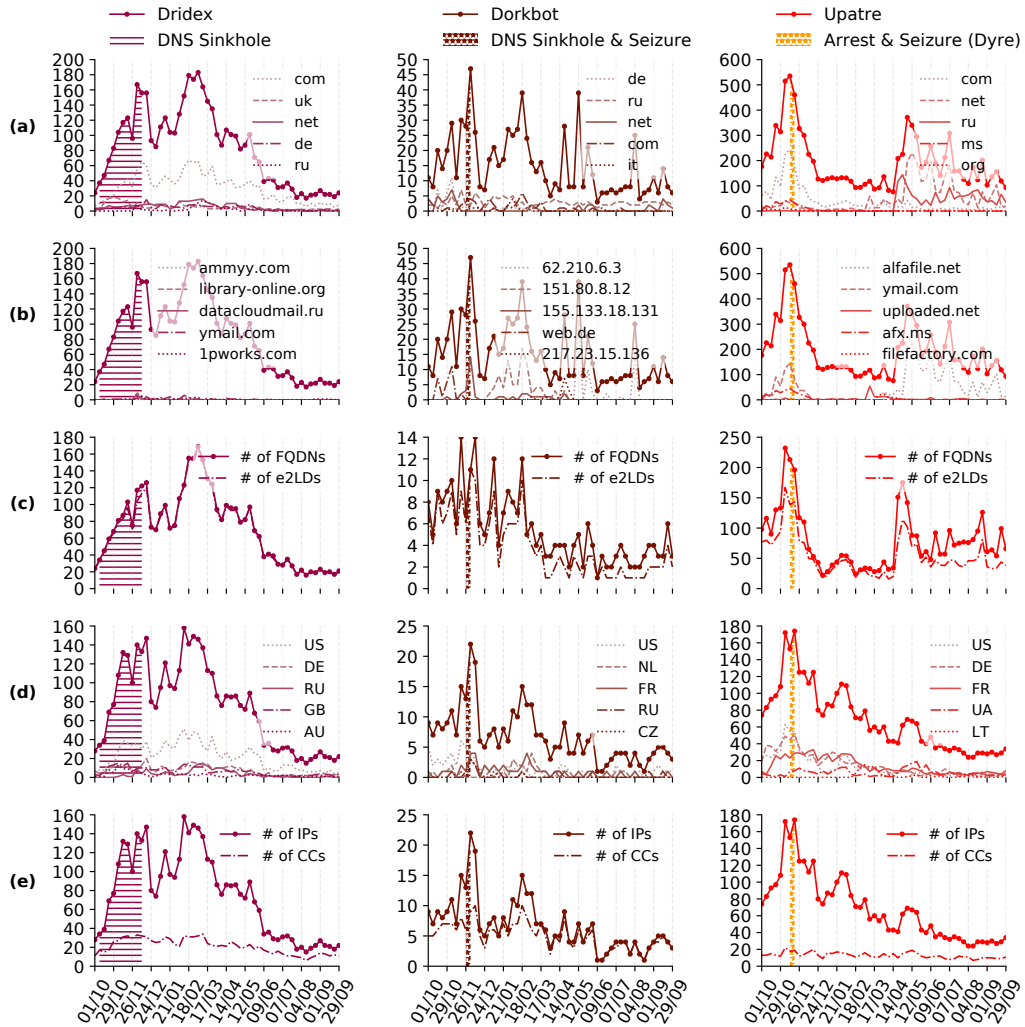 Dridex
DNS Sinkhole
Dorkbot
DNS Sinkhole & Seizure
Upatre
Arrest & Seizure (Dyre)
(a)
200
180
160
140
120
100
80
60
40
20
0
com
uk
net
de
ru
50
45
40
35
30
25
20
15
10
5
0
de
ru
net
com
it
600
500
400
300
200
100
0
com
net
ru
ms
org
(b)
200
180
160
140
120
100
80
60
40
20
0
ammyy.com
library-online.org
datacloudmail.ru
ymail.com
1pworks.com
50
40
30
20
10
0
62.210.6.3
151.80.8.12
155.133.18.131
web.de
217.23.15.136
600
500
400
300
200
100
0
alfafile.net
ymail.com
uploaded.net
afx.ms
filefactory.com
(c)
180
160
140
120
100
80
60
40
20
0
# of FQDNs
# of e2LDs
14
12
10
8
6
4
2
0
# of FQDNs
# of e2LDs
250
200
150
100
50
0
# of FQDNs
# of e2LDs
(d)
160
140
120
100
80
60
40
20
0
US
DE
RU
GB
AU
25
20
15
10
5
0
US
NL
FR
RU
CZ
180
160
140
120
100
80
60
40
20
0
US
DE
FR
UA
LT
(e)
160
140
120
100
80
60
40
20
0
# of IPs
# of CCs
25
20
15
10
5
0
# of IPs
# of CCs
180
160
140
120
100
80
60
40
20
0
# of IPs
# of CCs
01/10
29/10
26/11
24/12
21/01
18/02
17/03
14/04
12/05
09/06
07/07
04/08
01/09
29/09
01/10
29/10
26/11
24/12
21/01
18/02
17/03
14/04
12/05
09/06
07/07
04/08
01/09
29/09
01/10
29/10
26/11
24/12
21/01
18/02
17/03
14/04
12/05
09/06
07/07
04/08
01/09
29/09